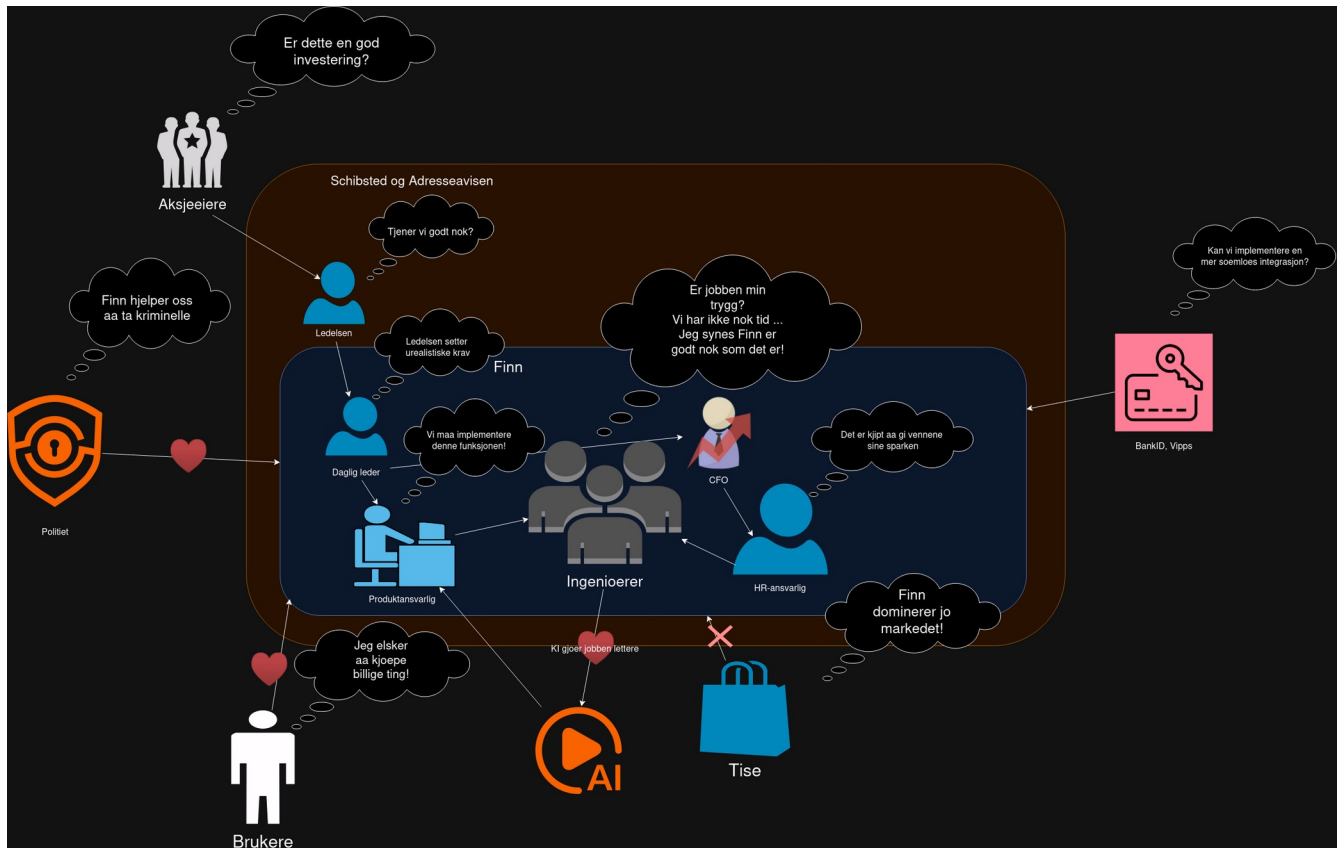 Er dette en god
investering?
Aksjeeiere
Schibsted og Adresseavisen
Tjener vi godt nok?
Ledelsen
Kan vi implementere en
mer soemloes integrasjon?
BankID, Vipps
Finn hjelper oss
aa ta kriminelle
Politiet
Er jobben min
trygg?
Vi har ikke nok tid ...
Jeg synes Finn er
godt nok som det er!
Ledelsen setter
urealistiske krav
Finn
Daglig leder
Vi maa implementere
denne funksjonen!
Produktansvarlig
Ingenioerer
CFO
Det er kjipt aa gi vennene
sine sparken
HR-ansvarlig
Finn
dominerer jo
markedet!
Tise
KI gjoer jobben lettere
AI
Jeg elsker
aa kjoepe
billige ting!
Brukere